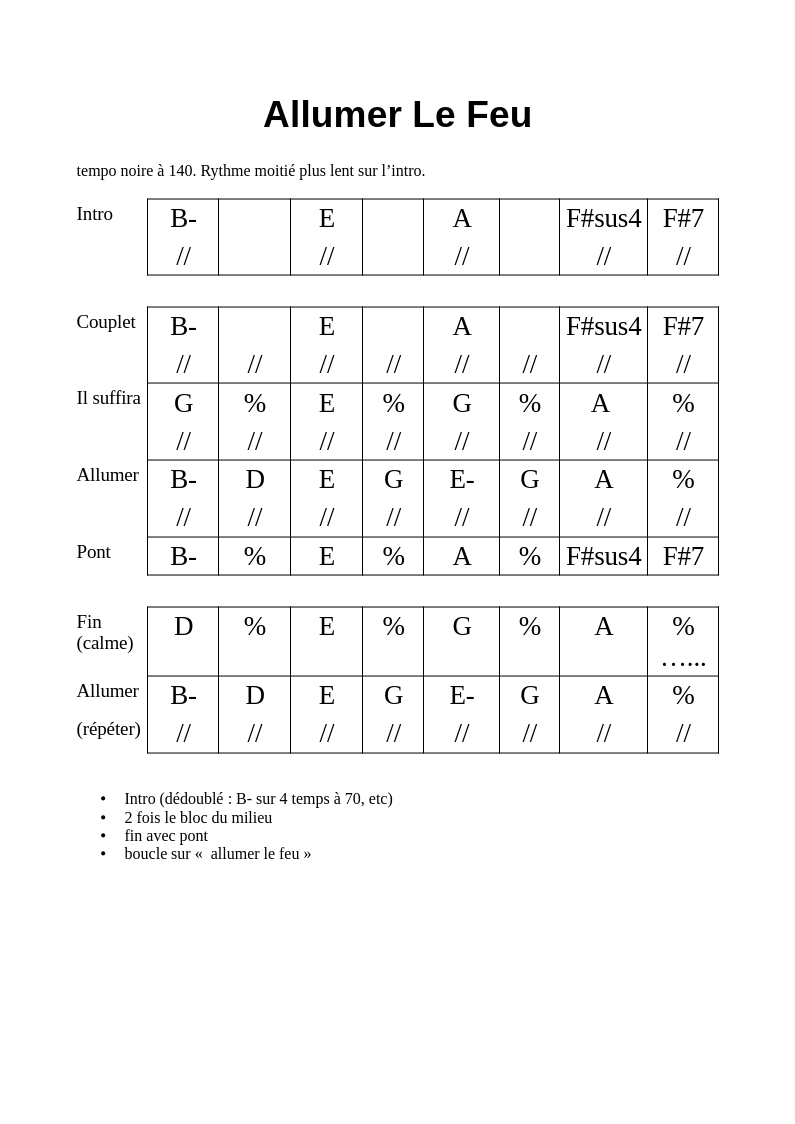 Allumer Le Feu
tempo noire à 140. Rythme moitié plus lent sur l’intro.
Intro B- E A F#sus4 F#7
// // // // //
Couplet B- E A F#sus4 F#7
// // // // // // // //
Il suffira G % E % G % A %
// // // // // // // //
Allumer B- D E G E- G A %
// // // // // // // //
Pont B- % E % A % F#sus4 F#7
Fin D % E % G % A %
(calme) …...
Allumer B- D E G E- G A %
(répéter) // // // // // // // //
• Intro (dédoublé : B- sur 4 temps à 70, etc)
• 2 fois le bloc du milieu
• fin avec pont
• boucle sur «  allumer le feu »